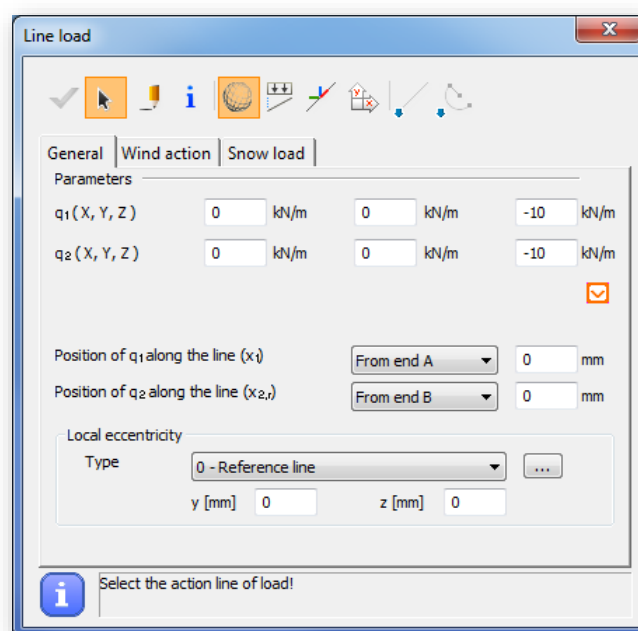 Line load
General Wind action Snow load
Parameters
q₁ (X, Y, Z) 0 kN/m 0 kN/m -10 kN/m
q₂ (X, Y, Z) 0 kN/m 0 kN/m -10 kN/m
Position of q₁ along the line (x₁) From end A 0 mm
Position of q₂ along the line (x₂,r) From end B 0 mm
Local eccentricity
Type 0 - Reference line ...
y [mm] 0 z [mm] 0
Select the action line of load!